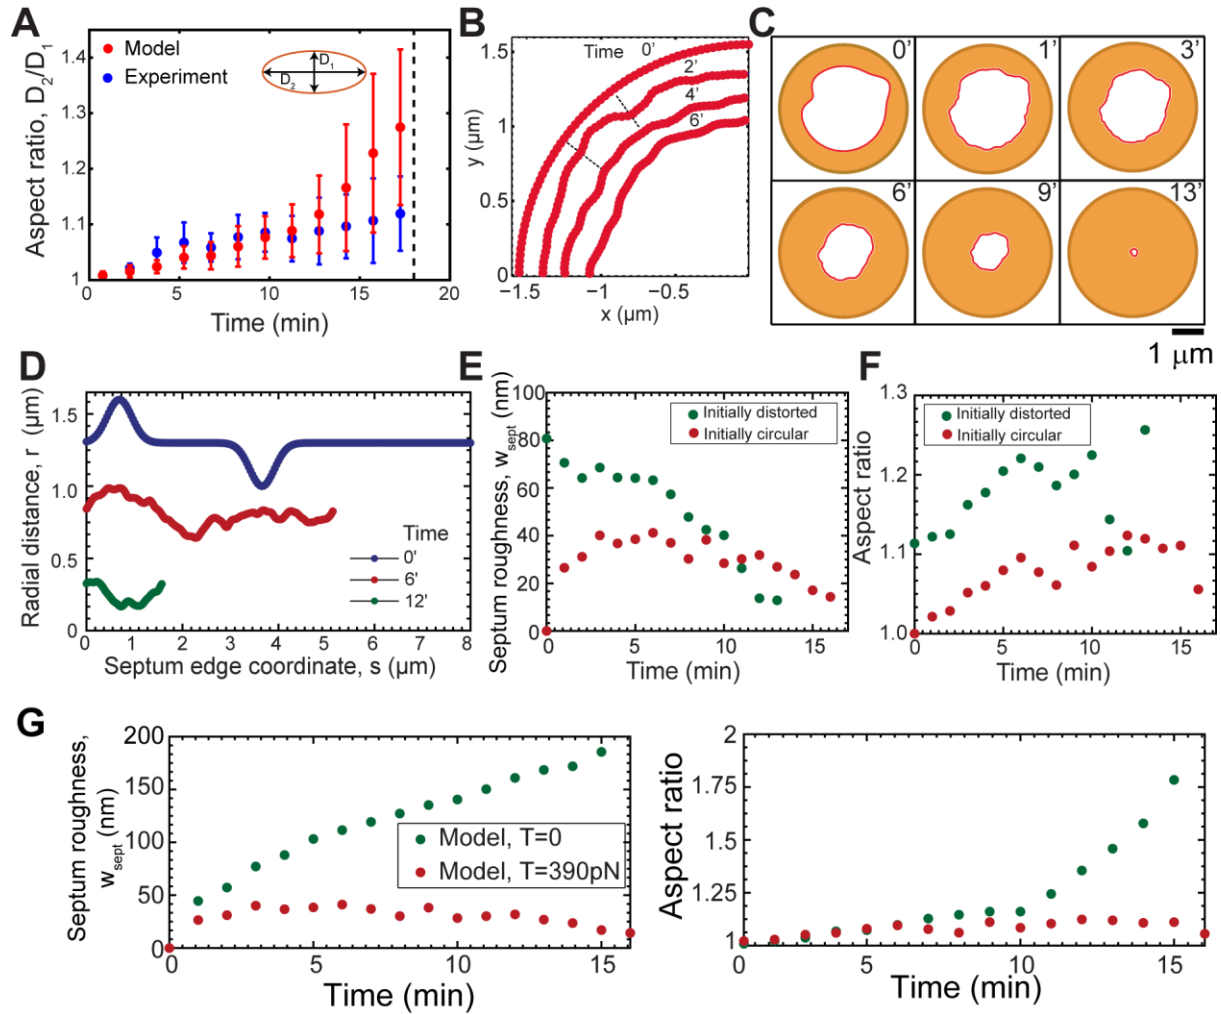 A
Aspect ratio, D2/D1
1.4
1.3
1.2
1.1
1
Model
Experiment
D1
D2
0
5
10
15
20
Time (min)
B
y (µm)
1.5
1
0.5
0
Time
0'
2'
4'
6'
−1.5
−1
−0.5
x (µm)
C
0'
1'
3'
6'
9'
13'
1 µm
D
Radial distance, r (µm)
1.5
1.0
0.5
0
Time
0'
6'
12'
0
1
2
3
4
5
6
7
8
Septum edge coordinate, s (µm)
E
Septum roughness, wsept (nm)
100
80
60
40
20
0
Initially distorted
Initially circular
0
5
10
15
Time (min)
F
Aspect ratio
1.3
1.2
1.1
1.0
Initially distorted
Initially circular
0
5
10
15
Time (min)
G
Septum roughness,
wsept (nm)
200
150
100
50
0
Model, T=0
Model, T=390pN
0
5
10
15
Time (min)
Aspect ratio
2
1.75
1.5
1.25
1
0
5
10
15
Time (min)